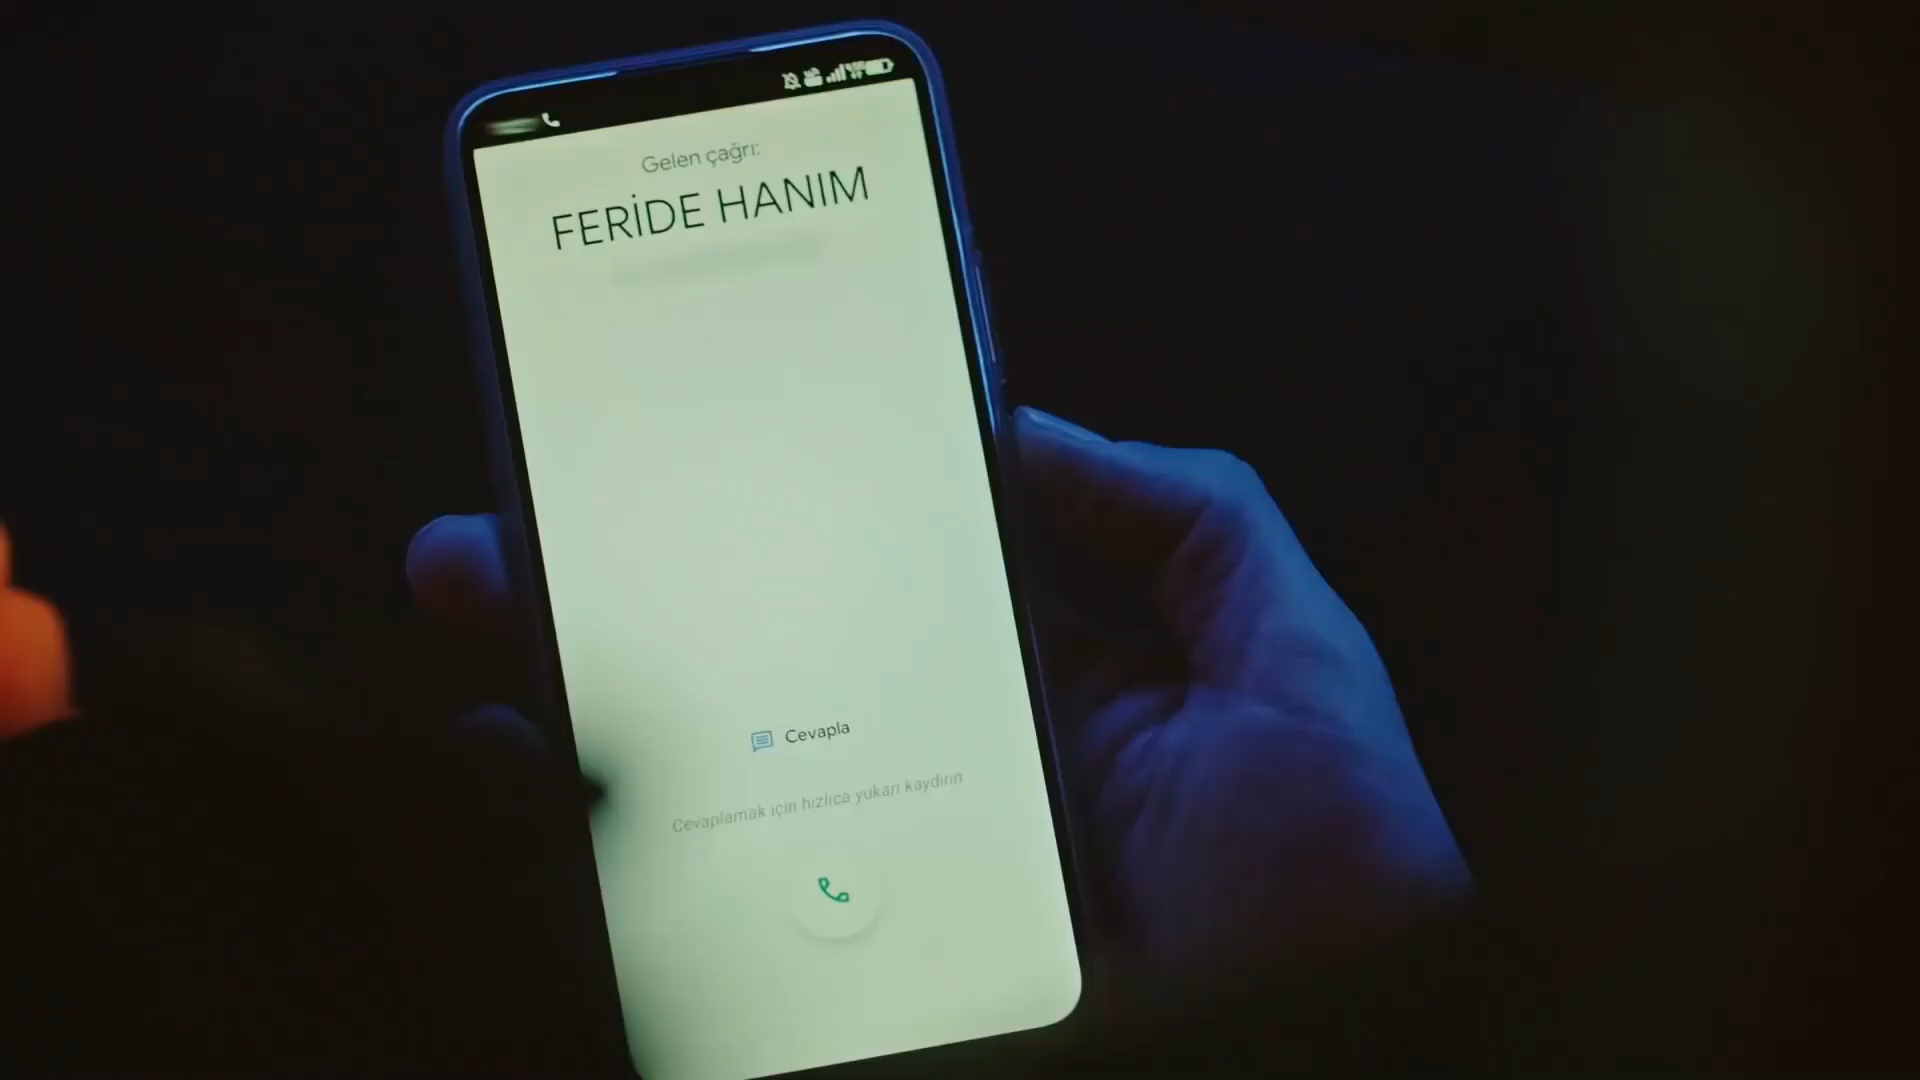 Gelen çağrı:
FERİDE HANIM
Cevapla
Cevaplamak için hızlıca yukarı kaydırın